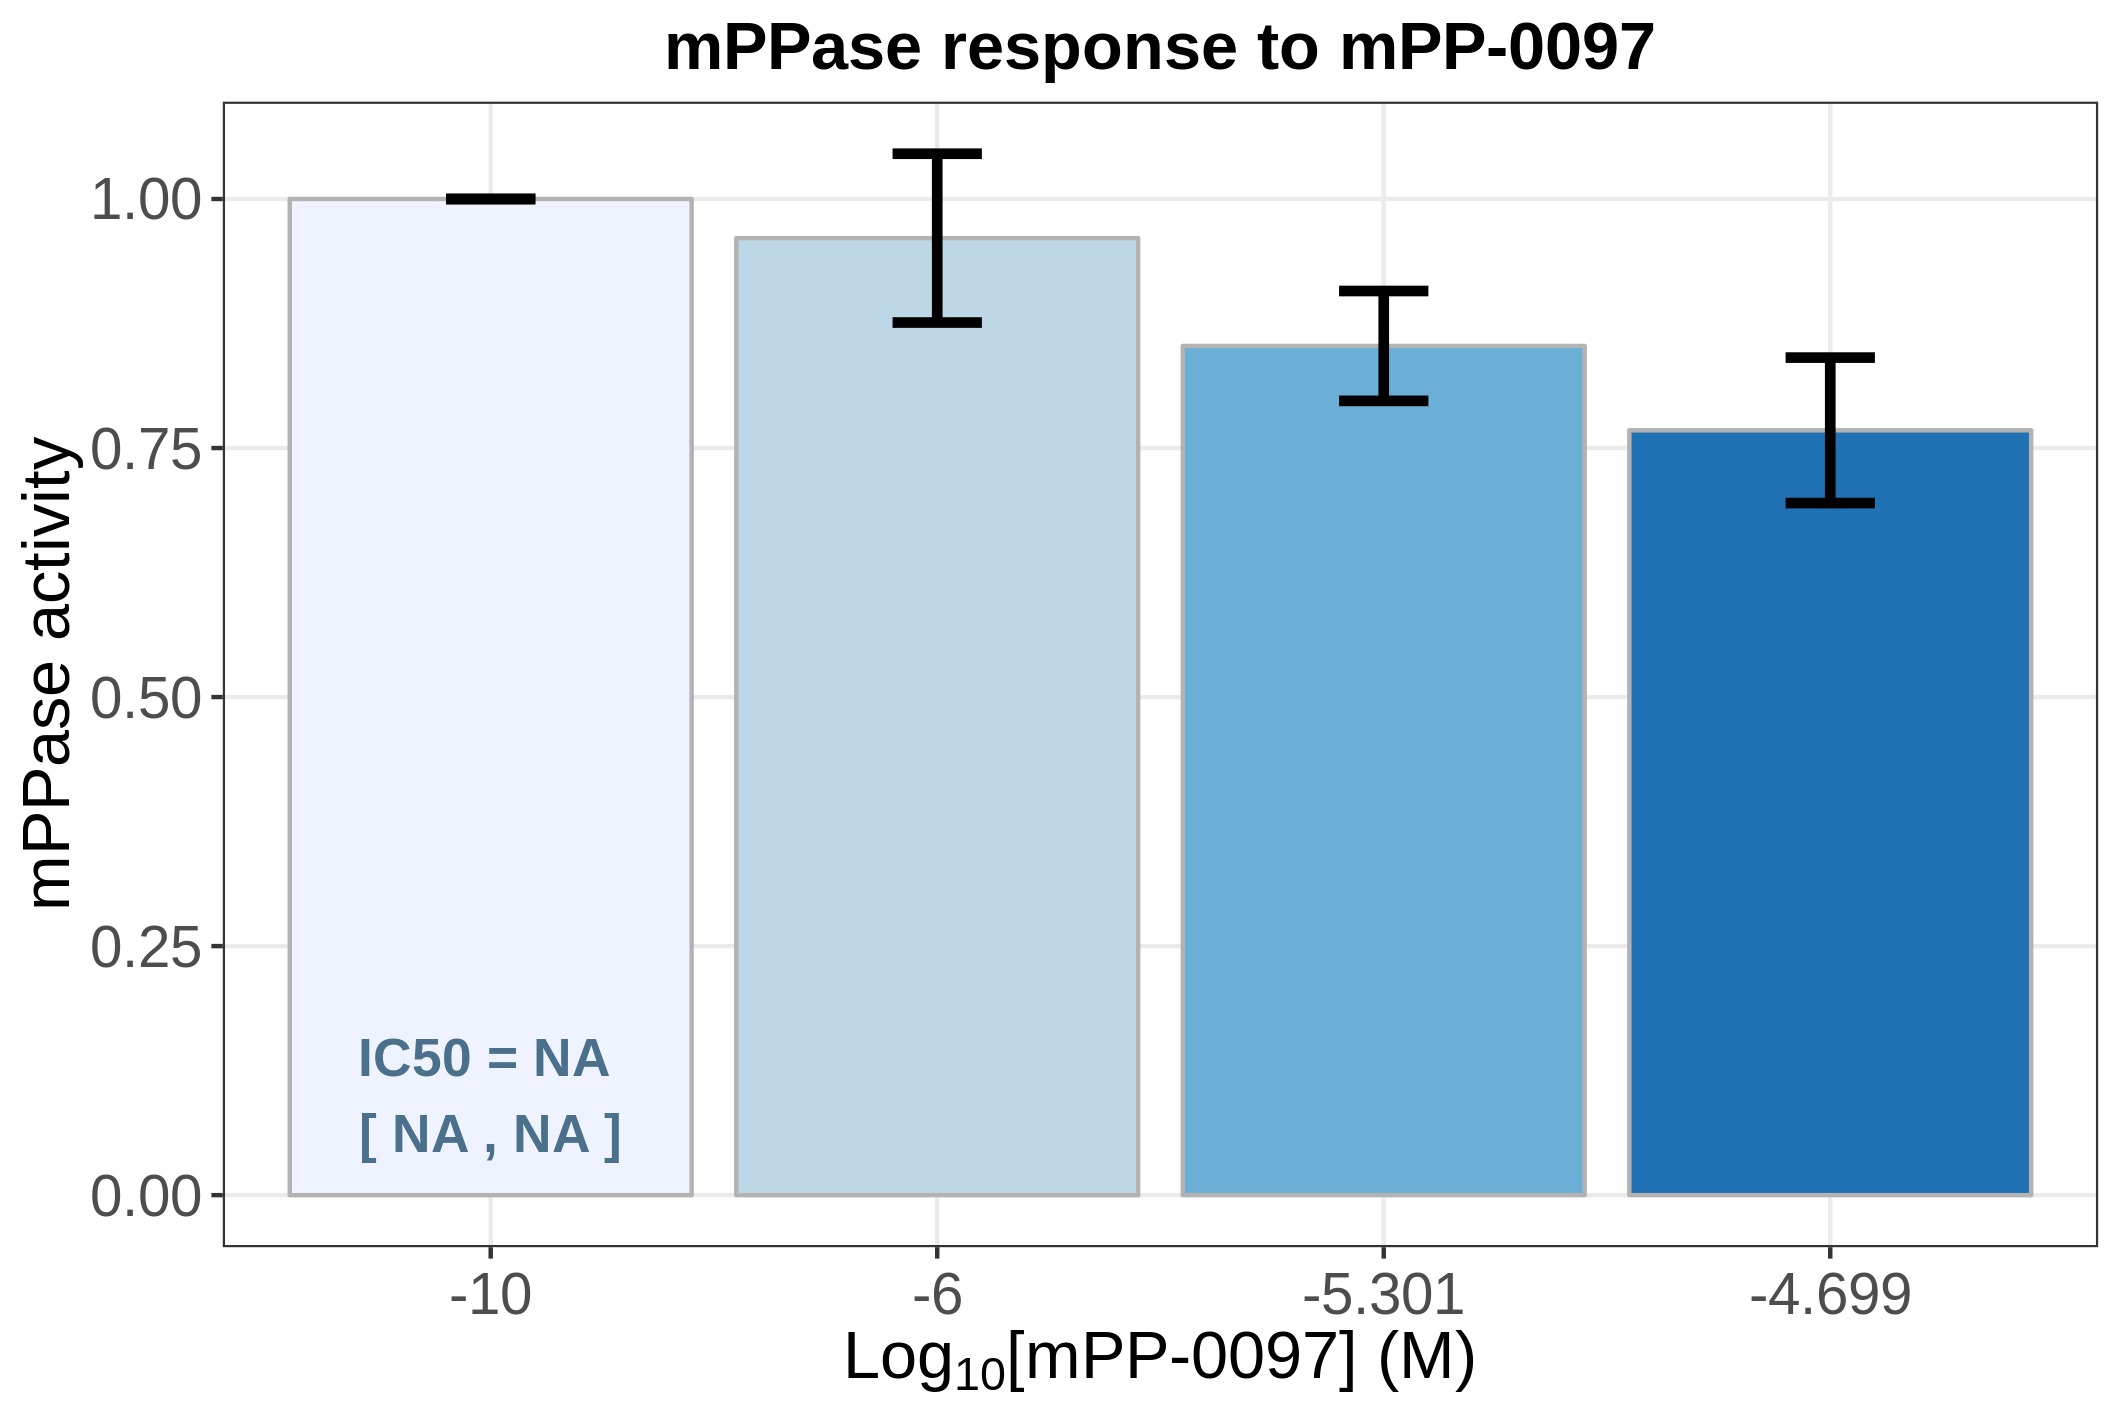 mPPase response to mPP-0097
mPPase activity
1.00
0.75
0.50
0.25
0.00
IC50 = NA
[ NA , NA ]
-10 -6 -5.301 -4.699
Log10[mPP-0097] (M)